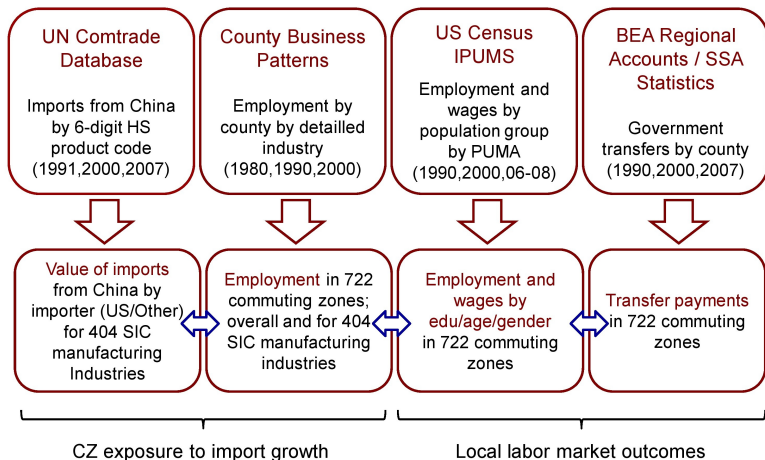 UN Comtrade
Database
Imports from China
by 6-digit HS
product code
(1991,2000,2007)
County Business
Patterns
Employment by
county by detailled
industry
(1980,1990,2000)
US Census
IPUMS
Employment and
wages by
population group
by PUMA
(1990,2000,06-08)
BEA Regional
Accounts / SSA
Statistics
Government
transfers by county
(1990,2000,2007)
Value of imports
from China by
importer (US/Other)
for 404 SIC
manufacturing
Industries
Employment in 722
commuting zones;
overall and for 404
SIC manufacturing
industries
Employment and
wages by
edu/age/gender
in 722 commuting
zones
Transfer payments
in 722 commuting
zones
CZ exposure to import growth
Local labor market outcomes